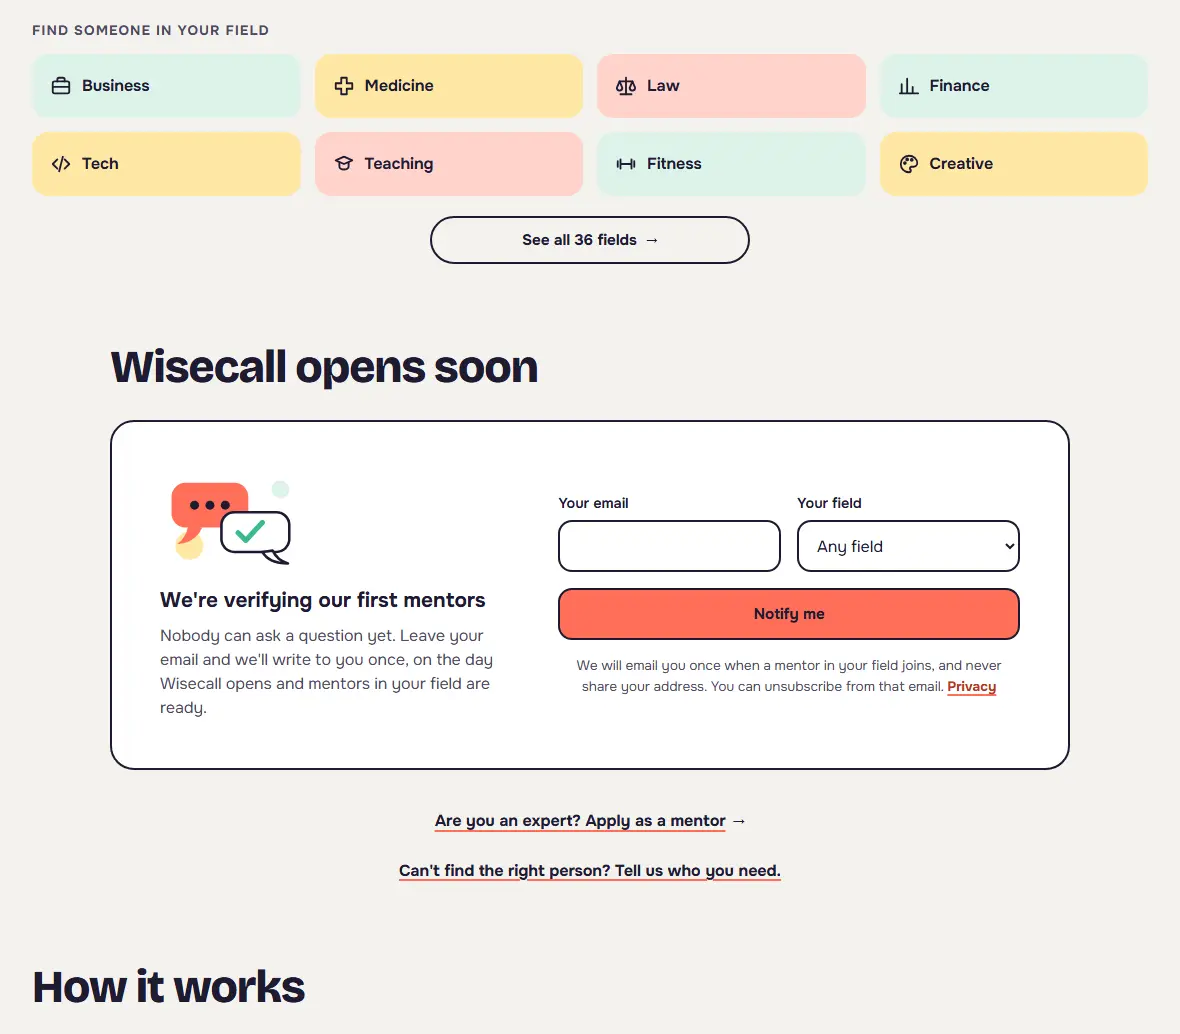 FIND SOMEONE IN YOUR FIELD
Business
Medicine
Law
Finance
Tech
Teaching
Fitness
Creative
See all 36 fields →
Wisecall opens soon
We're verifying our first mentors
Nobody can ask a question yet. Leave your
email and we'll write to you once, on the day
Wisecall opens and mentors in your field are
ready.
Your email
Your field
Any field
Notify me
We will email you once when a mentor in your field joins, and never
share your address. You can unsubscribe from that email. Privacy
Are you an expert? Apply as a mentor →
Can't find the right person? Tell us who you need.
How it works